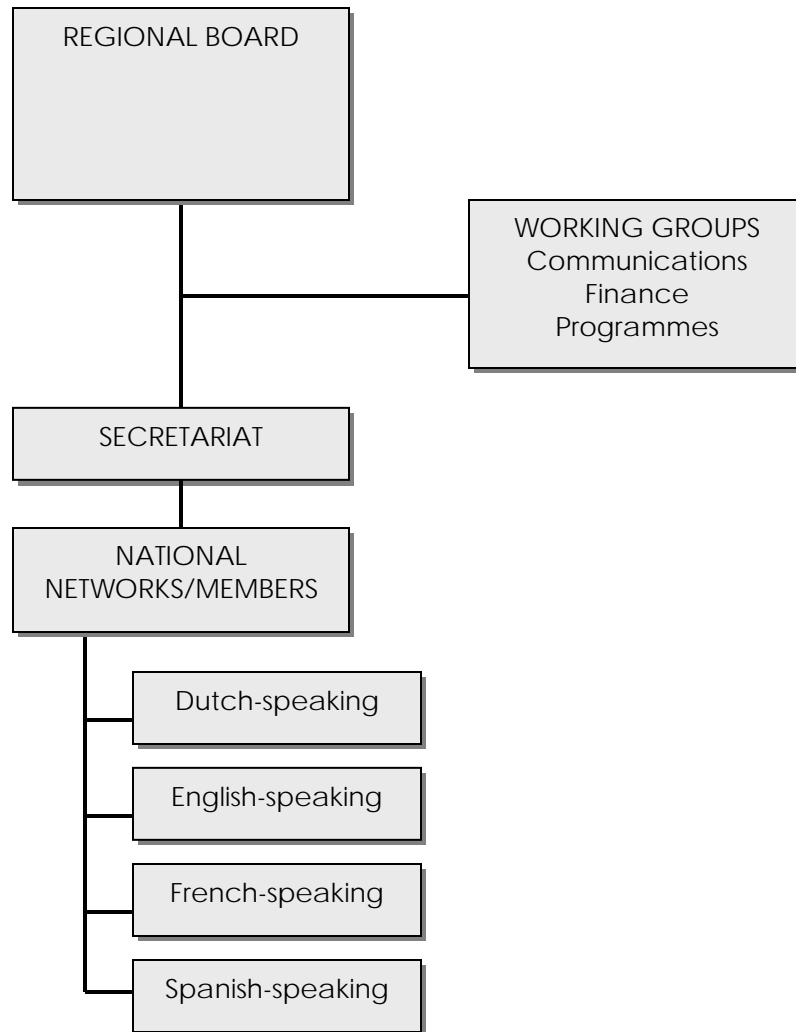 REGIONAL BOARD
WORKING GROUPS
Communications
Finance
Programmes
SECRETARIAT
NATIONAL
NETWORKS/MEMBERS
Dutch-speaking
English-speaking
French-speaking
Spanish-speaking